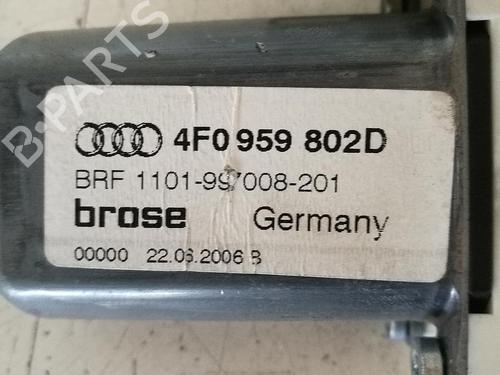 4F0 959 802D
BRF 1101-997008-201
brose Germany
00000 22.06.2006 B
B-PARTS